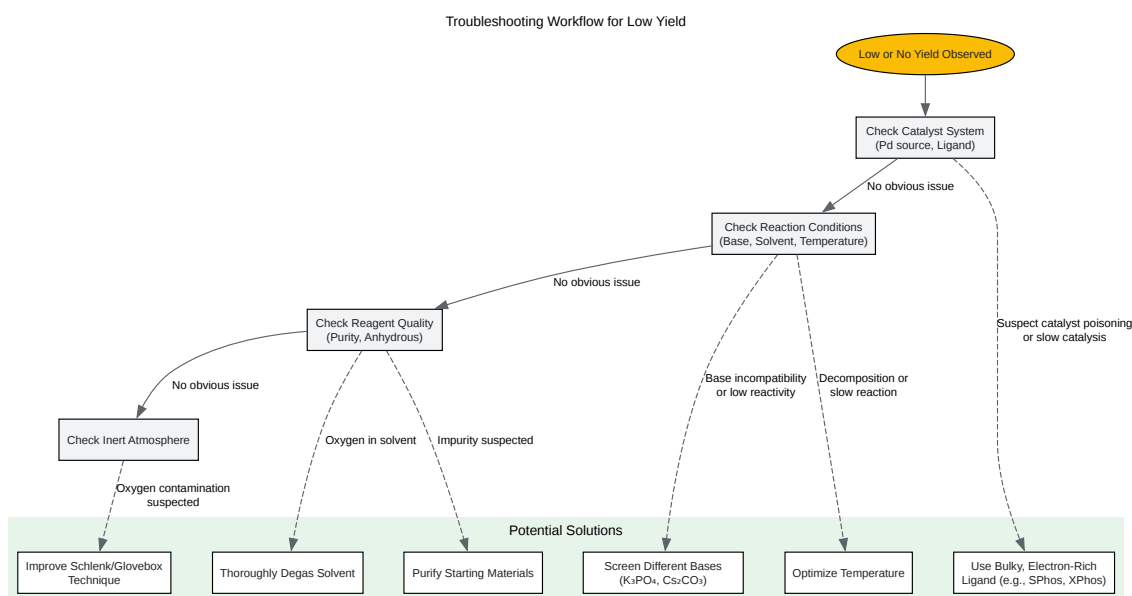 Troubleshooting Workflow for Low Yield
Low or No Yield Observed
Check Catalyst System
(Pd source, Ligand)
No obvious issue
Check Reaction Conditions
(Base, Solvent, Temperature)
No obvious issue
Check Reagent Quality
(Purity, Anhydrous)
Suspect catalyst poisoning
or slow catalysis
No obvious issue
Base incompatibility
or low reactivity
Decomposition or
slow reaction
Check Inert Atmosphere
Oxygen in solvent
Impurity suspected
Oxygen contamination
suspected
Potential Solutions
Improve Schlenk/Glovebox
Technique
Thoroughly Degas Solvent
Purify Starting Materials
Screen Different Bases
(K₃PO₄, Cs₂CO₃)
Optimize Temperature
Use Bulky, Electron-Rich
Ligand (e.g., SPhos, XPhos)